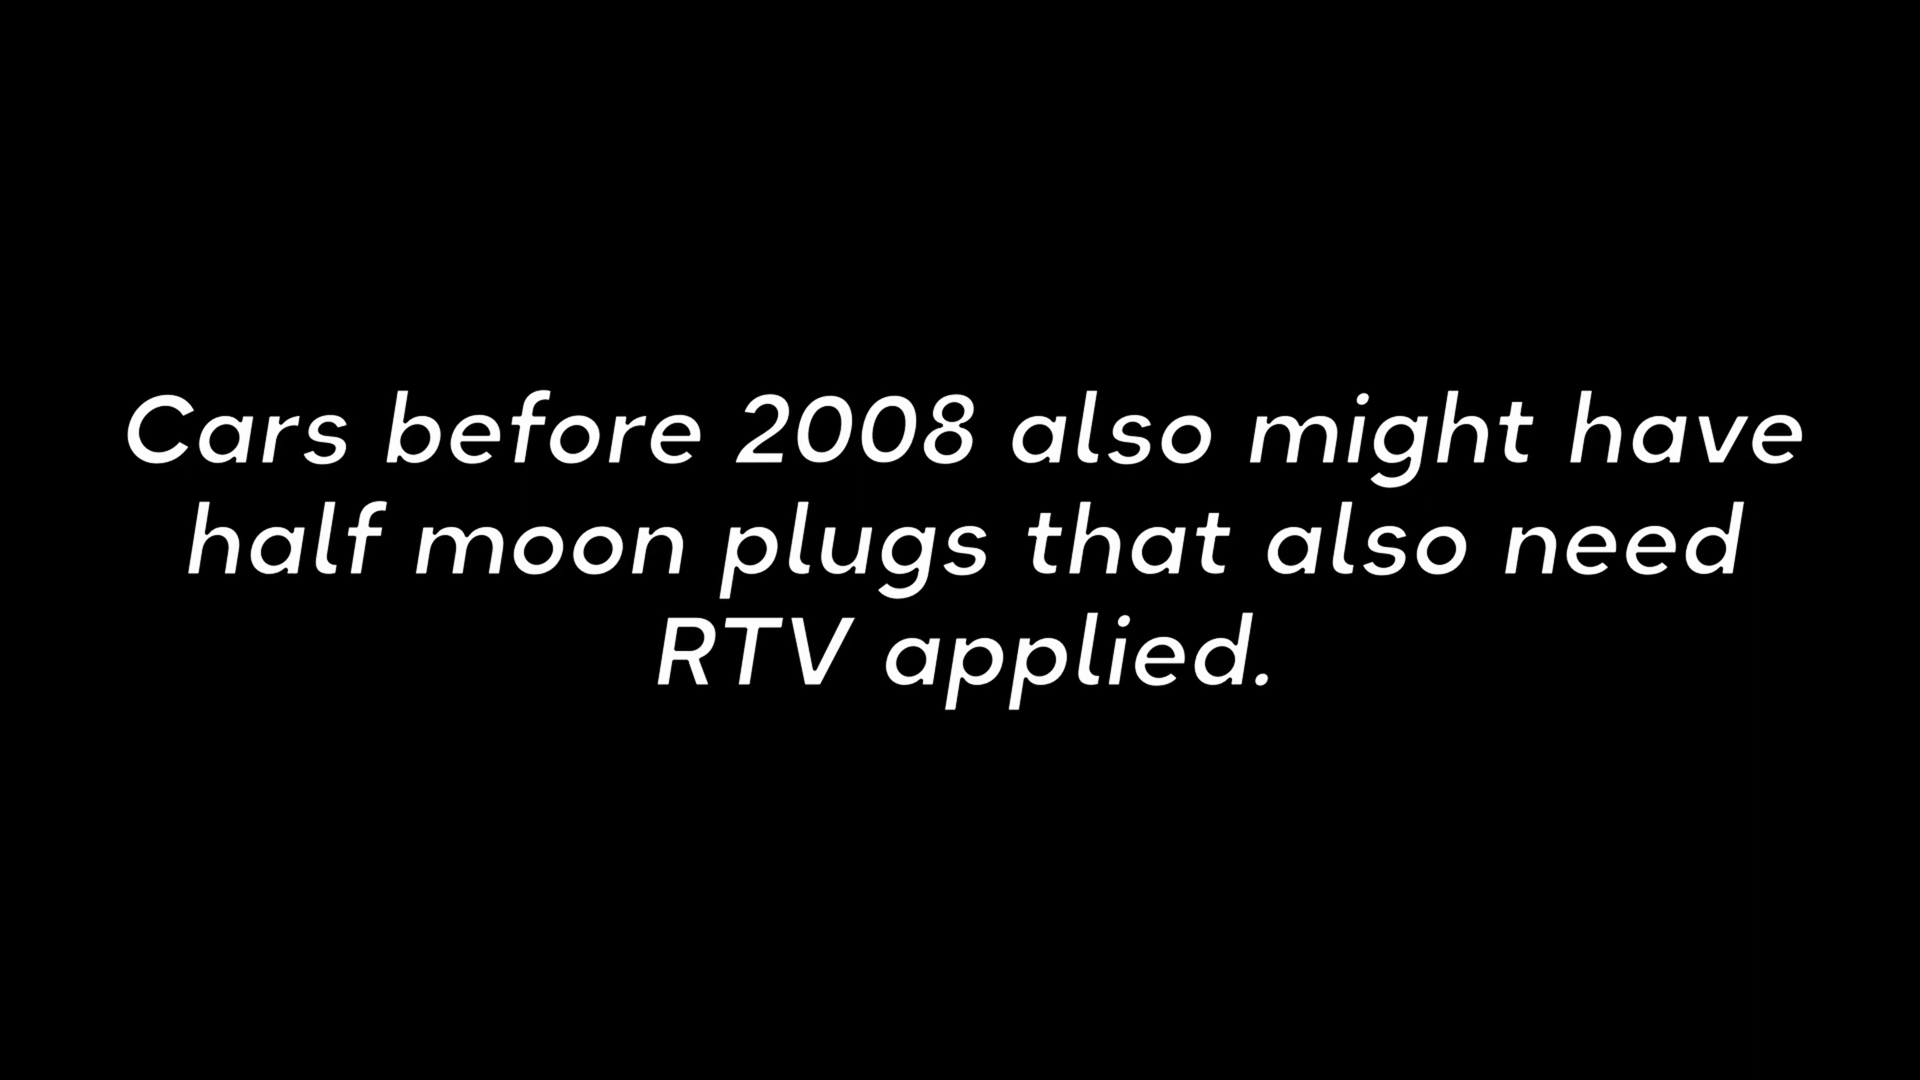 Cars before 2008 also might have
half moon plugs that also need
RTV applied.